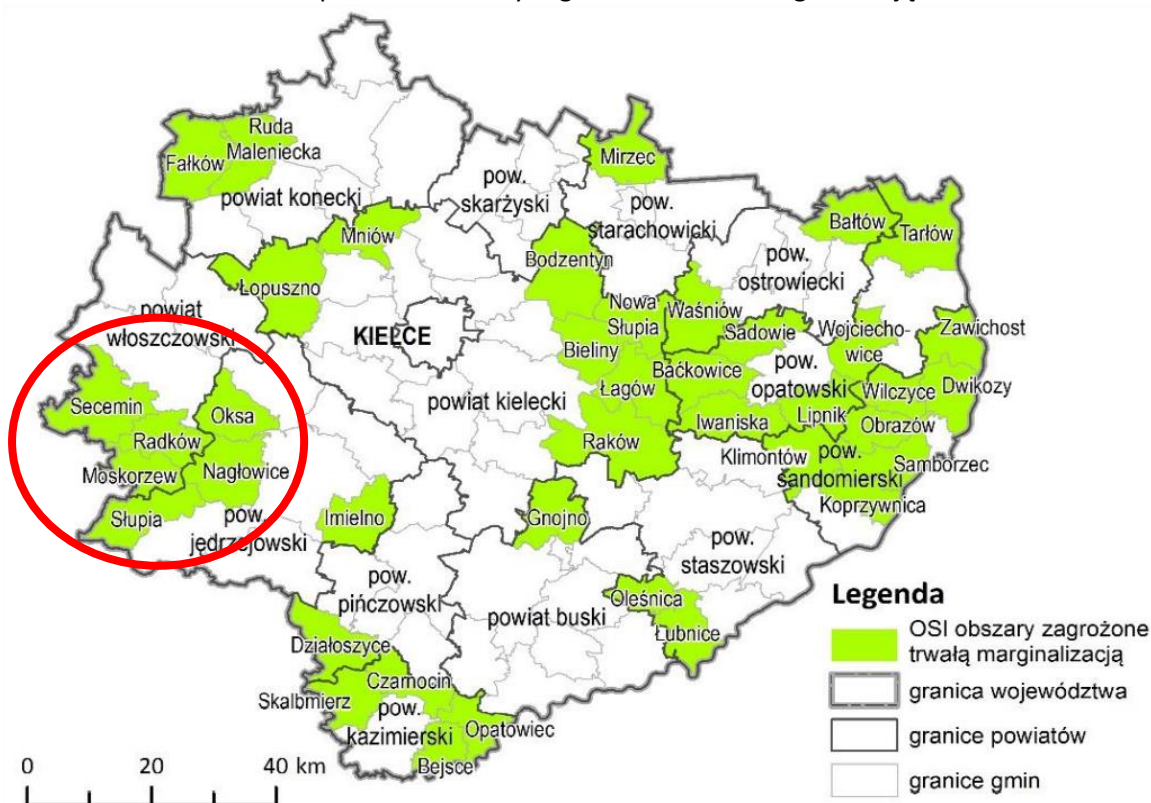 Ruda
Maleniecka
Fałków
powiat konecki
pow.
skarżyski
Mirzec
pow.
starachowicki
Mniów
Bodzentyn
Bałtów
Tarłów
pow.
ostrowiecki
Łopuszno
powiat
włoszczowski
KIELCE
Nowa
Słupia
Waśniów
Sadowie
Wojciecho-
wice
Zawichost
Bieliny
Baćkowice
pow.
opatowski
Wilczyce
Dwikozy
Łagów
powiat kielecki
Secemin
Oksa
Radków
Iwaniska
Lipnik
Obrazów
Raków
Moskorzew
Nagłowice
Klimontów
pow.
sandomierski
Samborzec
Koprzywnica
Słupia
pow.
jędrzejowski
Imielno
Gnojno
pow.
staszowski
pow.
pińczowski
powiat buski
Oleśnica
Łubnice
Działoszyce
Czarnocin
Skalbmierz
pow.
kazimierski
Opatowiec
Bejsce
Legenda
OSI obszary zagrożone
trwałą marginalizacją
granica województwa
granice powiatów
granice gmin
0 20 40 km